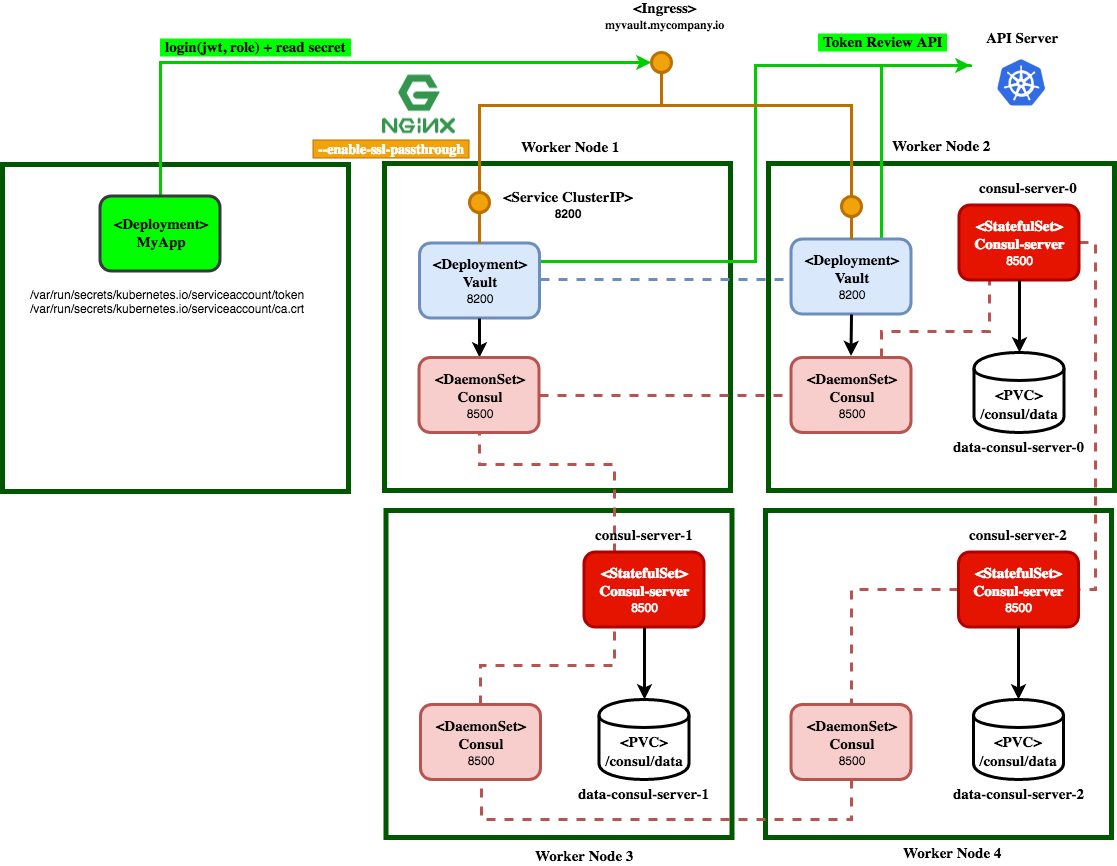 <Ingress>
myvault.mycompany.io
login(jwt, role) + read secret
Token Review API
API Server
NGINX
--enable-ssl-passthrough
Worker Node 1
Worker Node 2
<Deployment>
MyApp
/var/run/secrets/kubernetes.io/serviceaccount/token
/var/run/secrets/kubernetes.io/serviceaccount/ca.crt
<Service ClusterIP>
8200
<Deployment>
Vault
8200
<DaemonSet>
Consul
8500
<Deployment>
Vault
8200
<DaemonSet>
Consul
8500
consul-server-0
<StatefulSet>
Consul-server
8500
<PVC>
/consul/data
data-consul-server-0
consul-server-1
<StatefulSet>
Consul-server
8500
<DaemonSet>
Consul
8500
<PVC>
/consul/data
data-consul-server-1
Worker Node 3
consul-server-2
<StatefulSet>
Consul-server
8500
<DaemonSet>
Consul
8500
<PVC>
/consul/data
data-consul-server-2
Worker Node 4